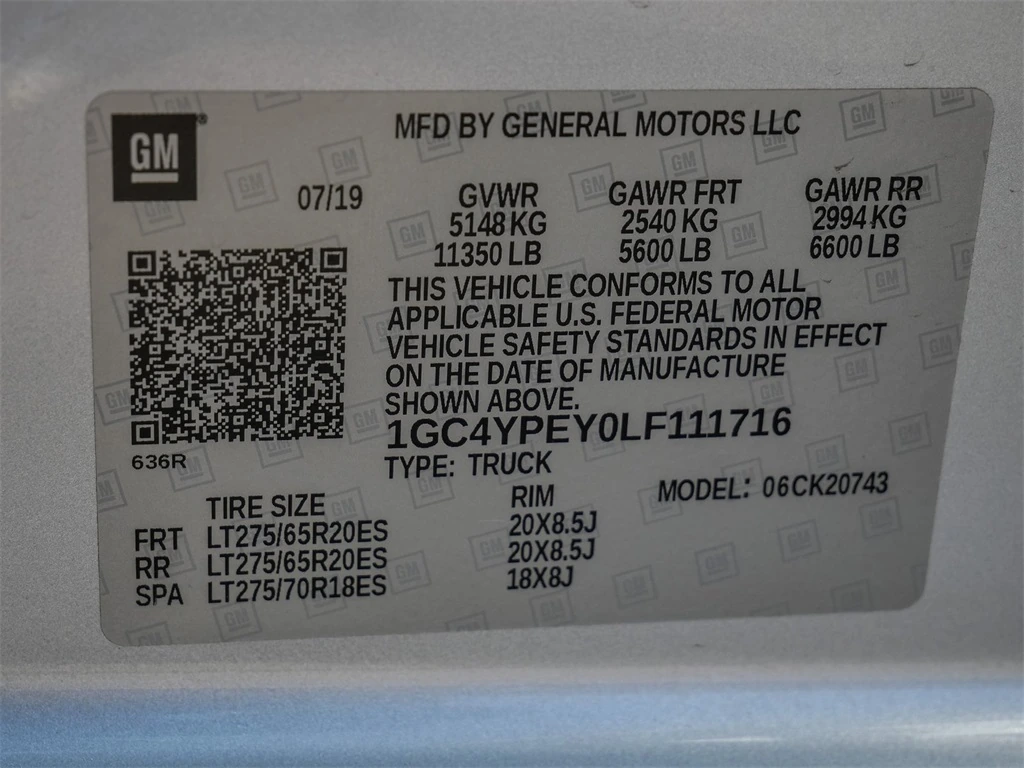 GM®
MFD BY GENERAL MOTORS LLC
07/19
GVWR GAWR FRT GAWR RR
5148 KG 2540 KG 2994 KG
11350 LB 5600 LB 6600 LB
THIS VEHICLE CONFORMS TO ALL
APPLICABLE U.S. FEDERAL MOTOR
VEHICLE SAFETY STANDARDS IN EFFECT
ON THE DATE OF MANUFACTURE
SHOWN ABOVE.
1GC4YPEY0LF111716
636R
TYPE: TRUCK
MODEL: 06CK20743
TIRE SIZE RIM
FRT LT275/65R20ES 20X8.5J
RR LT275/65R20ES 20X8.5J
SPA LT275/70R18ES 18X8J